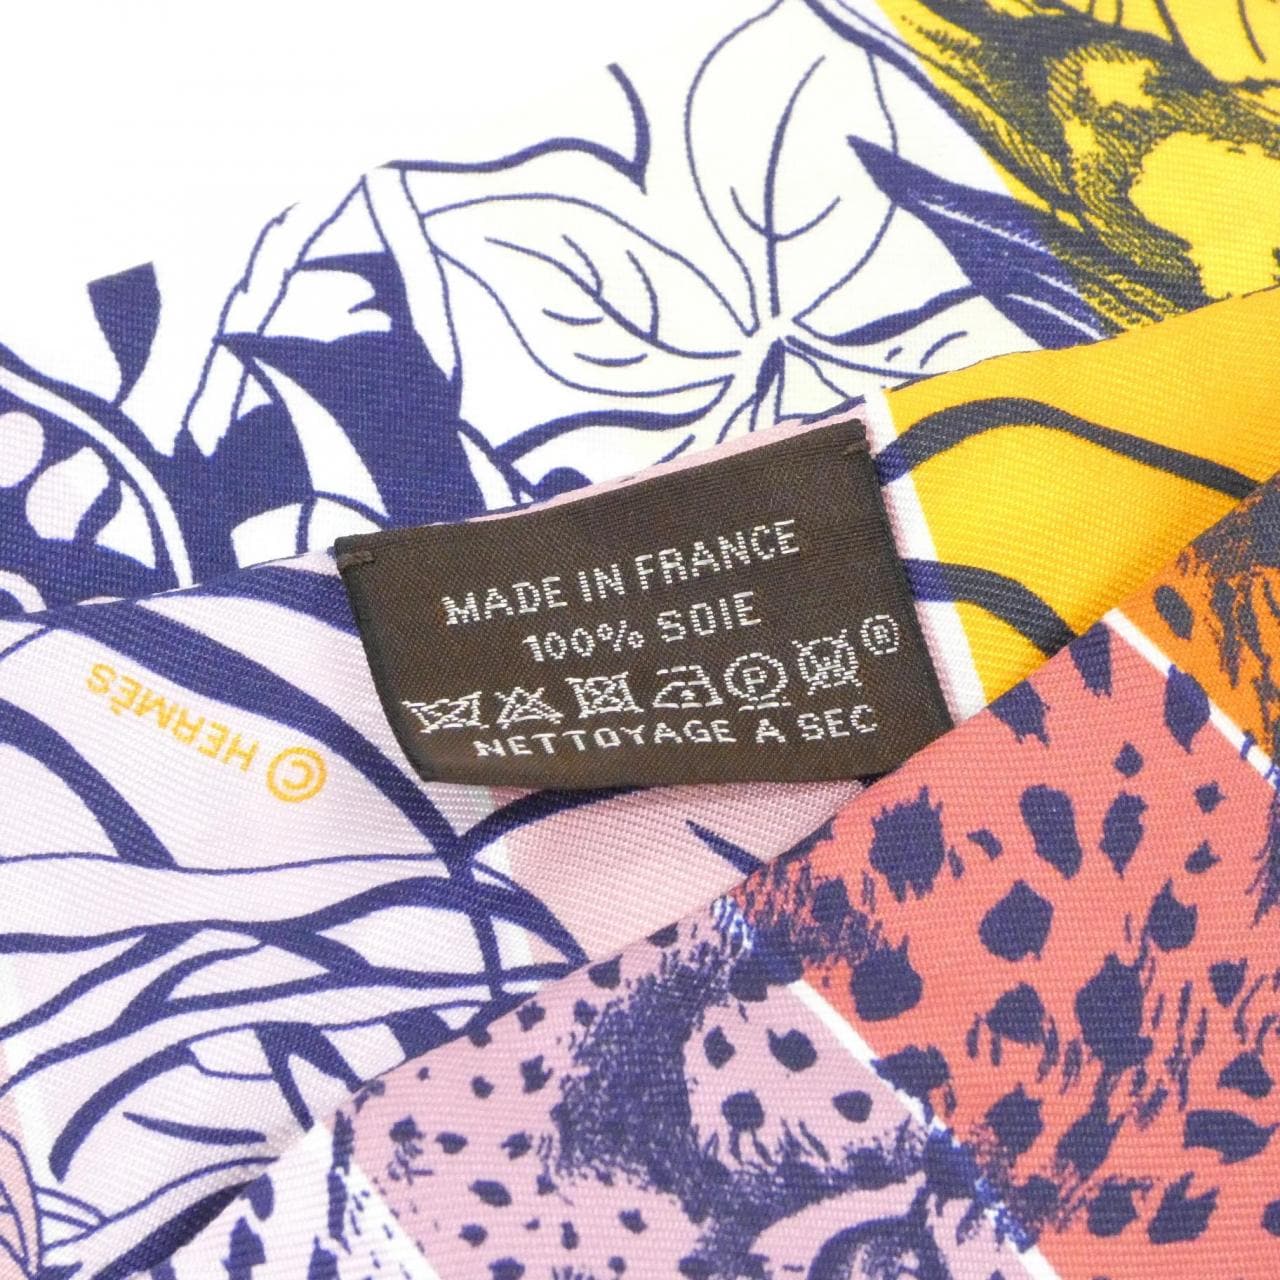 MADE IN FRANCE
100% SOIE
P W ®
NETTOYAGE A SEC
© HERMÈS